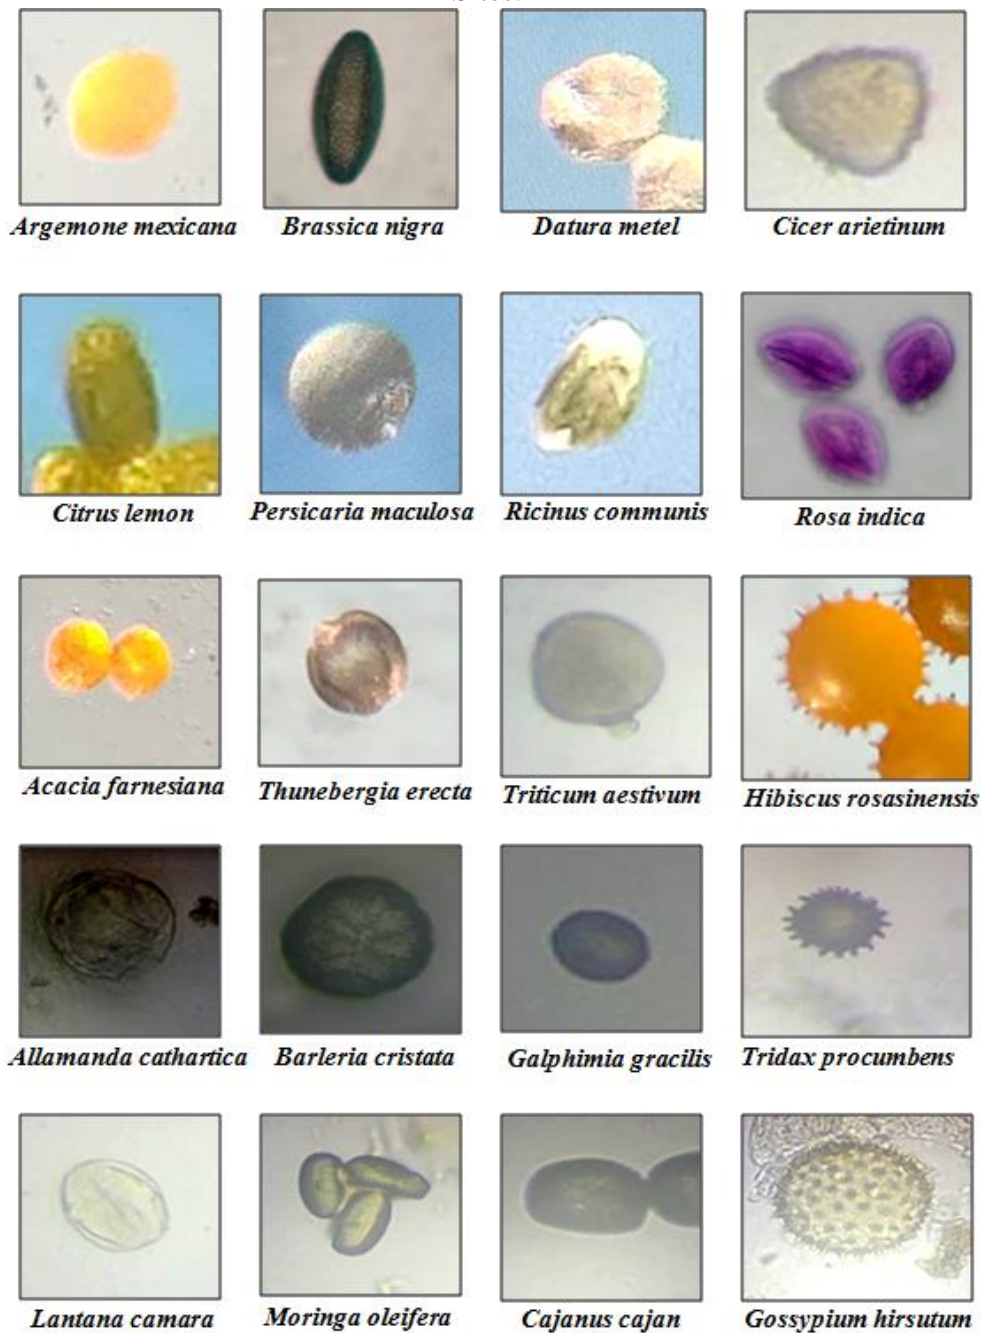 Argemone mexicana
Brassica nigra
Datura metel
Cicer arietinum
Citrus lemon
Persicaria maculosa
Ricinus communis
Rosa indica
Acacia farnesiana
Thunebergia erecta
Triticum aestivum
Hibiscus rosasinensis
Allamanda cathartica
Barleria cristata
Galphimia gracilis
Tridax procumbens
Lantana camara
Moringa oleifera
Cajanus cajan
Gossypium hirsutum